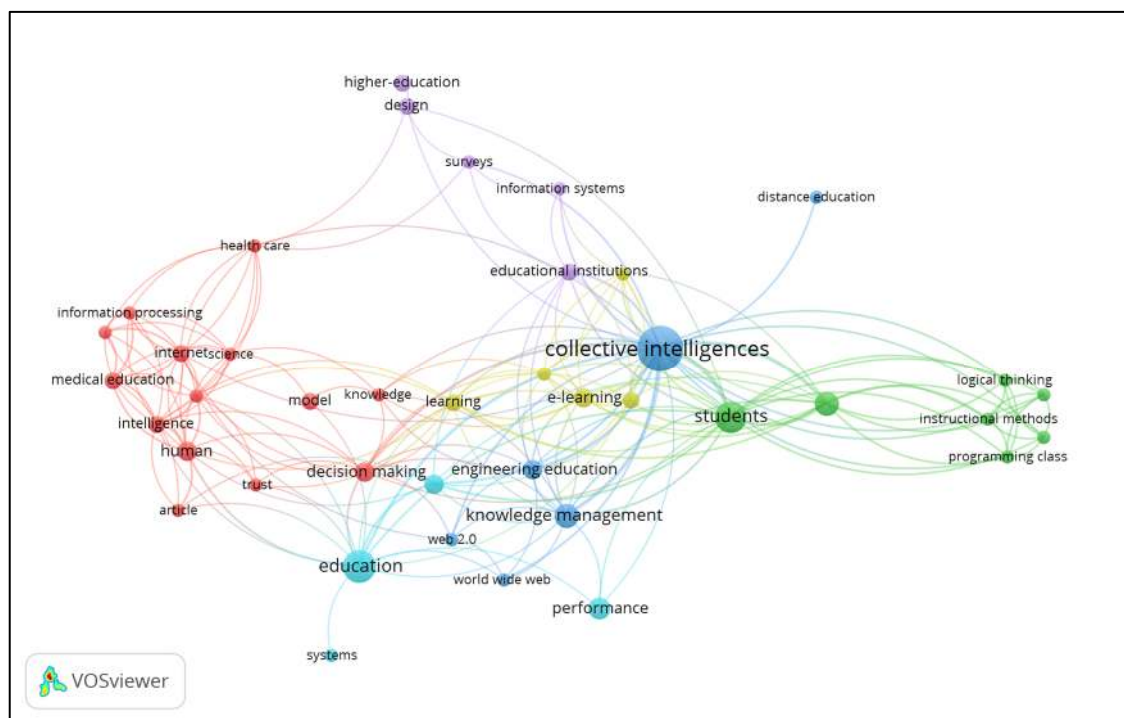 higher-education
design
surveys
information systems
distance education
health care
educational institutions
information processing
collective intelligences
internet
science
medical education
logical thinking
model
knowledge
learning
e-learning
students
instructional methods
intelligence
human
programming class
decision making
engineering education
trust
article
knowledge management
web 2.0
education
world wide web
performance
systems
VOSviewer